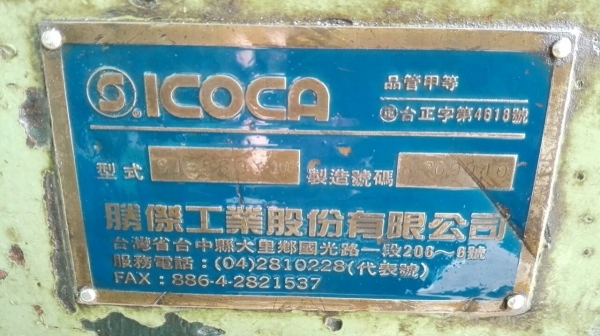 SICOCA
品管甲等
台正字第4618號
型式
製造號碼
勝傑工業股份有限公司
台灣省台中縣大里鄉國光路一段206~6號
服務電話:(04)2810228(代表號)
FAX:886-4-2821537